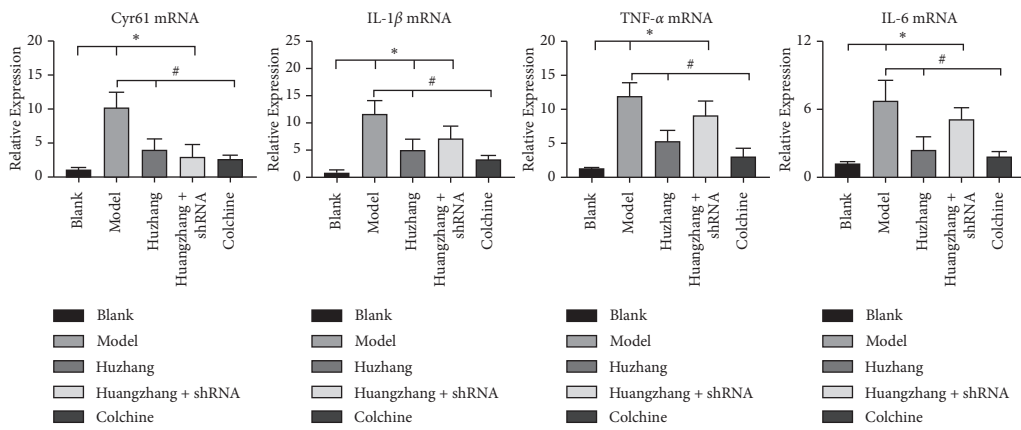 Cyr61 mRNA
Relative Expression
20
15
10
5
0
*
#
Blank
Model
Huzhang
Huangzhang +
shRNA
Colchine
Blank
Model
Huzhang
Huangzhang + shRNA
Colchine
IL-1β mRNA
Relative Expression
25
20
15
10
5
0
*
#
Blank
Model
Huzhang
Huangzhang +
shRNA
Colchine
Blank
Model
Huzhang
Huangzhang + shRNA
Colchine
TNF-α mRNA
Relative Expression
20
15
10
5
0
*
#
Blank
Model
Huzhang
Huangzhang +
shRNA
Colchine
Blank
Model
Huzhang
Huangzhang + shRNA
Colchine
IL-6 mRNA
Relative Expression
12
9
6
3
0
*
#
Blank
Model
Huzhang
Huangzhang +
shRNA
Colchine
Blank
Model
Huzhang
Huangzhang + shRNA
Colchine